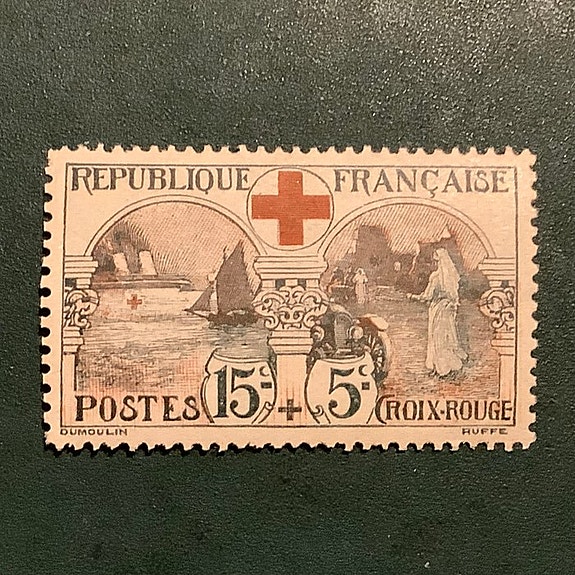 REPUBLIQUE FRANÇAISE
POSTES 15c + 5c CROIX-ROUGE
DUMOULIN RUFFE